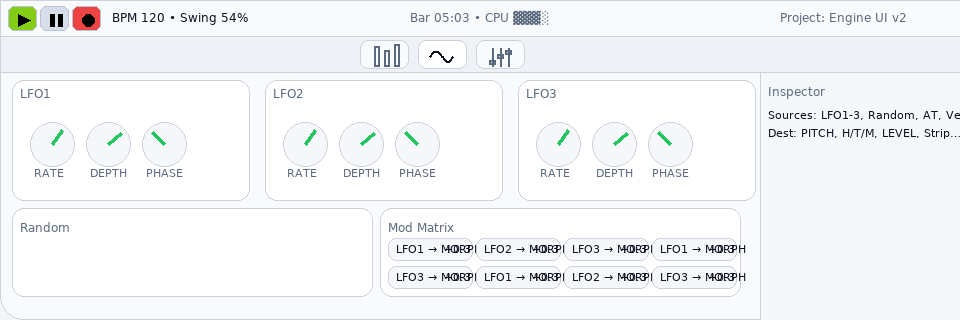 BPM 120 • Swing 54%
Bar 05:03 • CPU ▓▓▓▓░
Project: Engine UI v2
LFO1
LFO2
LFO3
RATE DEPTH PHASE
RATE DEPTH PHASE
RATE DEPTH PHASE
Inspector
Sources: LFO1-3, Random, AT, Ve
Dest: PITCH, H/T/M, LEVEL, Strip...
Random
Mod Matrix
LFO1 → MORPH LFO2 → MORPH LFO3 → MORPH LFO1 → MORPH
LFO3 → MORPH LFO1 → MORPH LFO2 → MORPH LFO3 → MORPH